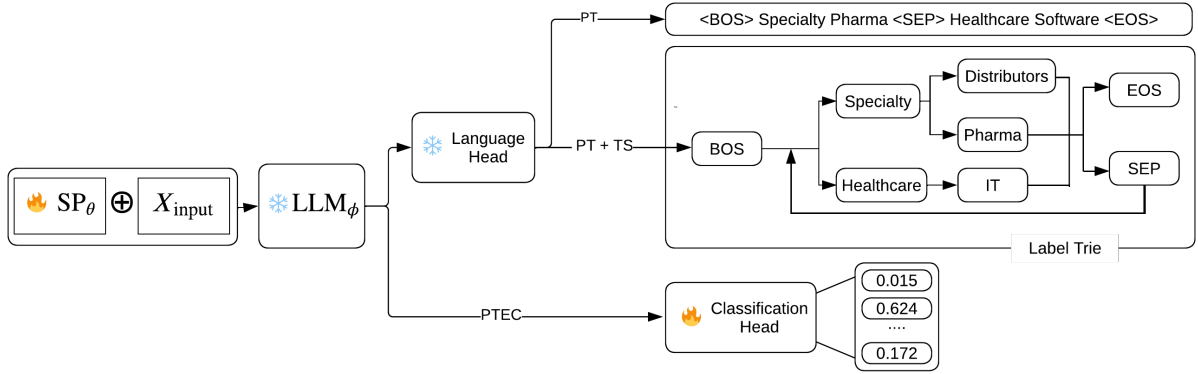 PT
<BOS> Specialty Pharma <SEP> Healthcare Software <EOS>
Distributors
EOS
Specialty
Language
Head
PT + TS
BOS
Pharma
SEP
Healthcare
IT
SPθ ⊕ Xinput
LLMϕ
Label Trie
PTEC
Classification
Head
0.015
0.624
....
0.172